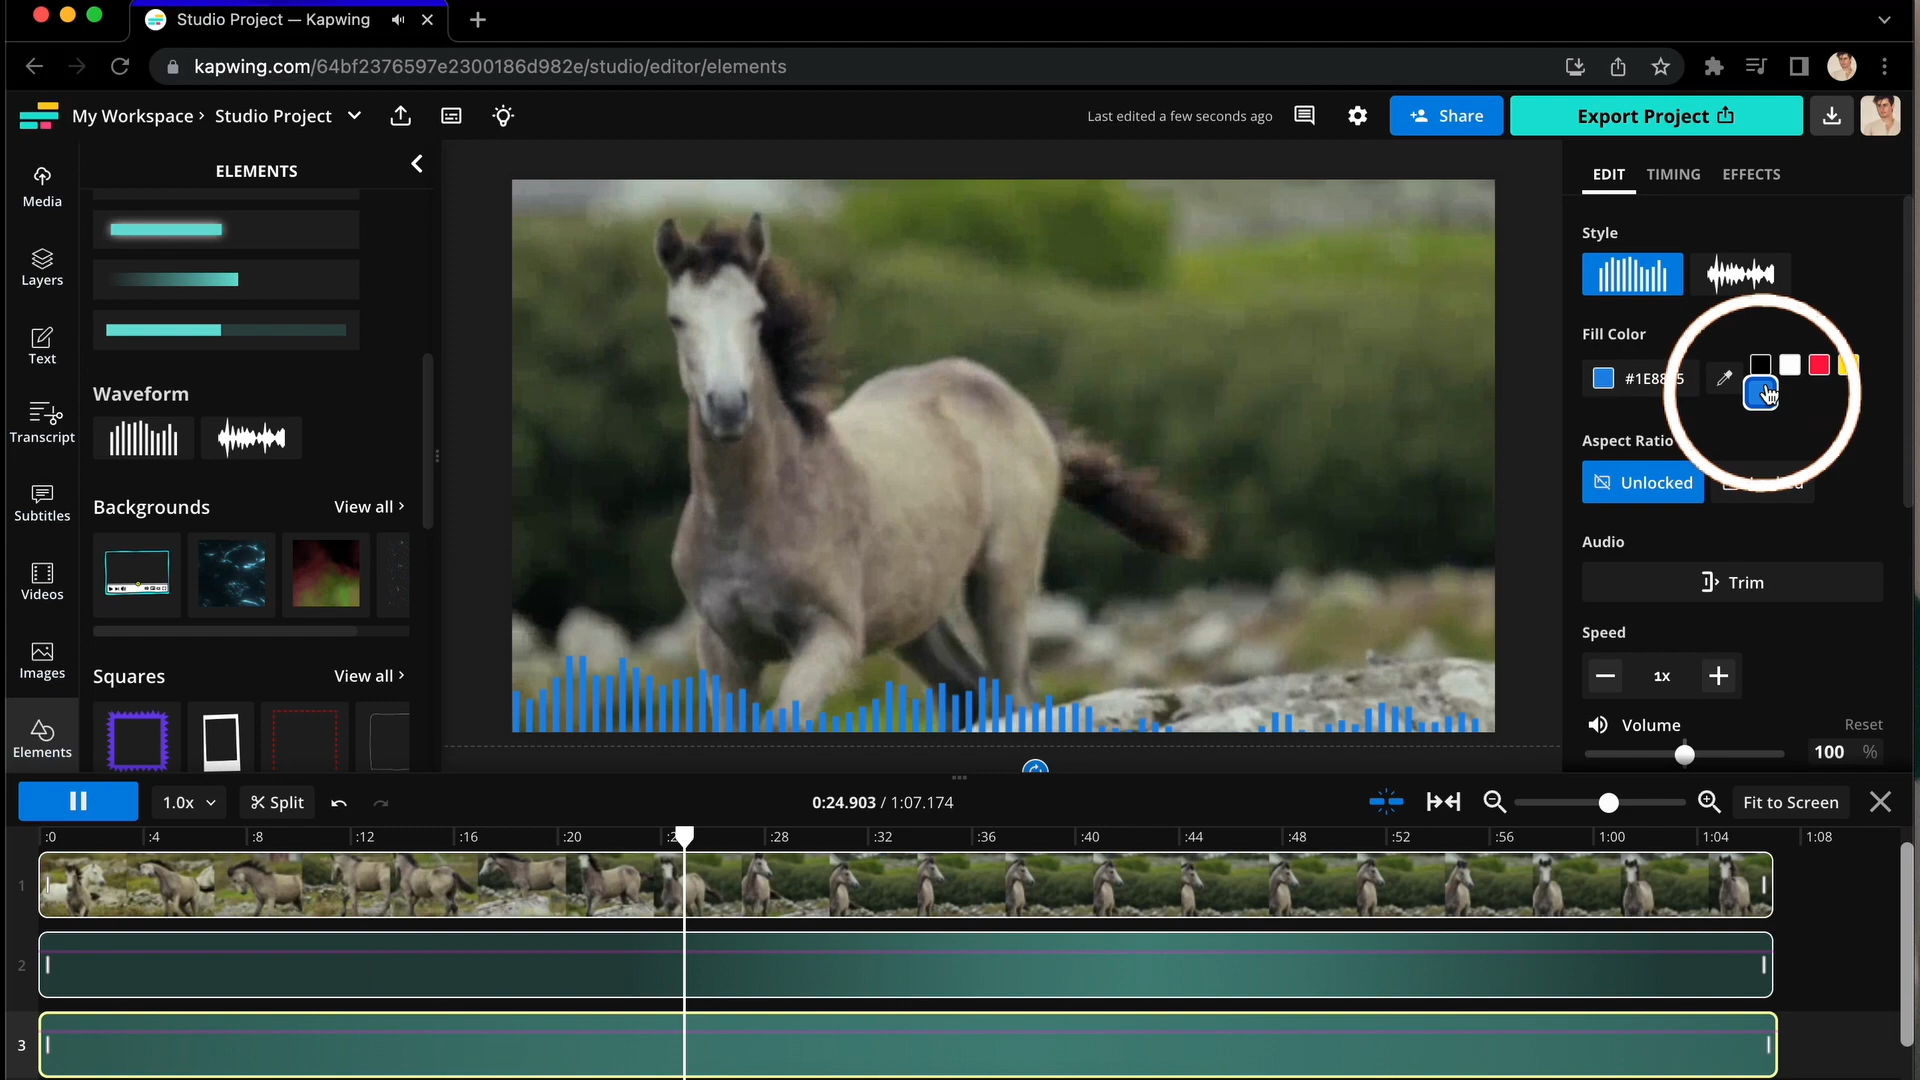 Studio Project — Kapwing
kapwing.com/64bf2376597e2300186d982e/studio/editor/elements
My Workspace › Studio Project
Last edited a few seconds ago
Share
Export Project
ELEMENTS
EDIT TIMING EFFECTS
Media
Layers
Text
Transcript
Subtitles
Videos
Images
Elements
Waveform
Backgrounds View all ›
Squares View all ›
Style
Fill Color
Aspect Ratio
Unlocked
Audio
Trim
Speed
1x
Volume Reset
100 %
1.0x Split 0:24.903 / 1:07.174 Fit to Screen
:0 :4 :8 :12 :16 :20 :28 :32 :36 :40 :44 :48 :52 :56 1:00 1:04 1:08
1
2
3